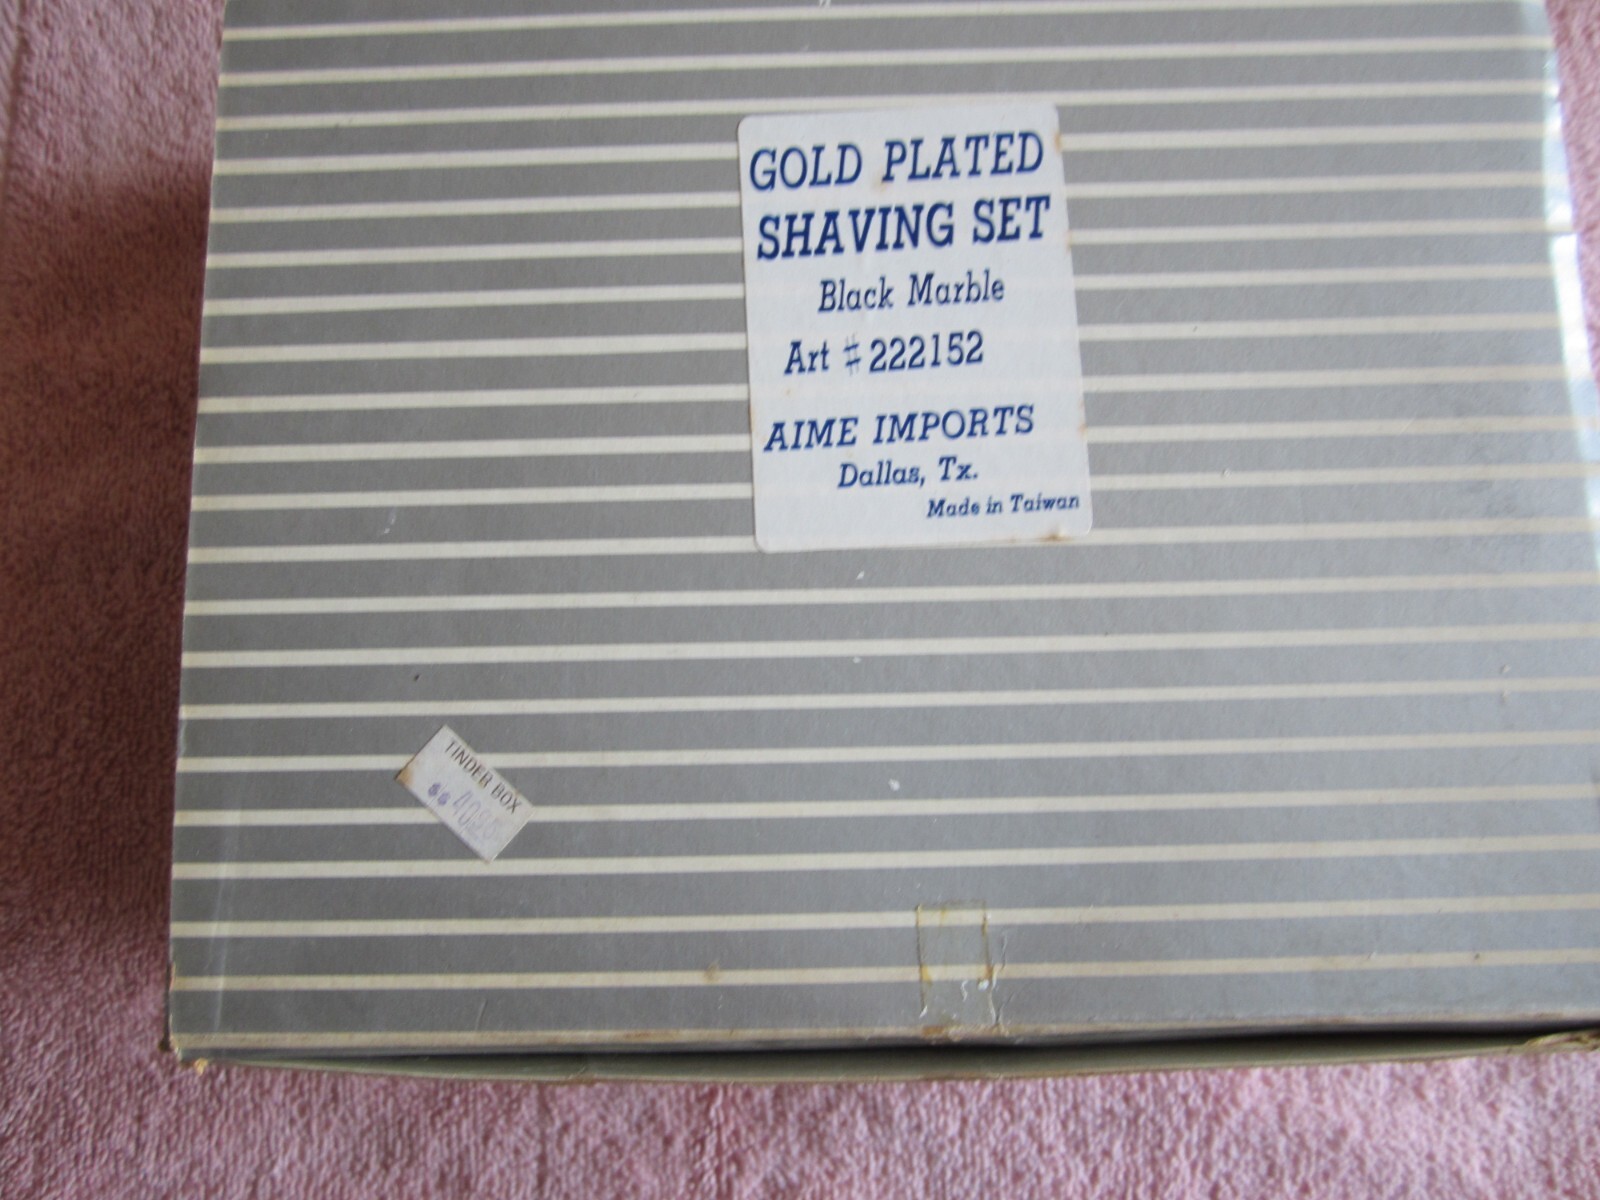 GOLD PLATED
SHAVING SET
Black Marble
Art #222152
AIME IMPORTS
Dallas, Tx.
Made in Taiwan
TINDER BOX